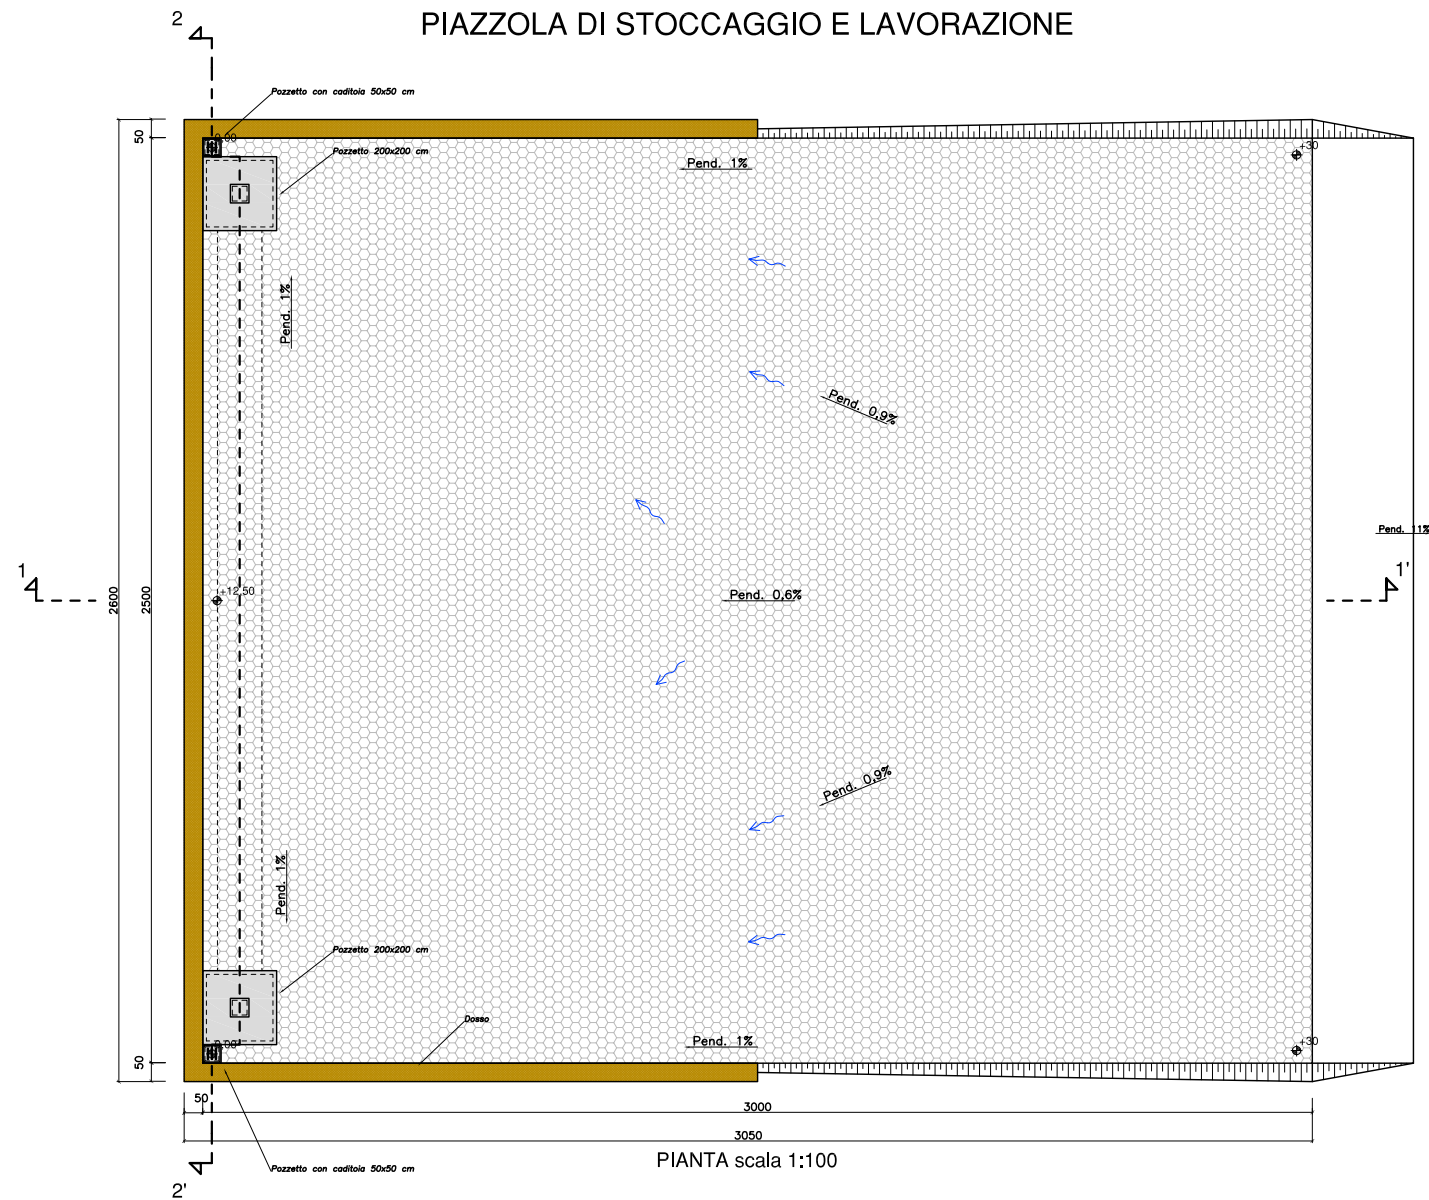 2
PIAZZOLA DI STOCCAGGIO E LAVORAZIONE
Pozzetto con caditoia 50x50 cm
50
0.00
+30
Pozzetto 200x200 cm
Pend. 1%
Pend. 1%
Pend. 0,9%
Pend. 11%
1
1'
+12,50
Pend. 0,6%
2600
2500
Pend. 0,9%
Pend. 1%
Pozzetto 200x200 cm
Dosso
Pend. 1%
+30
50
50
3000
3050
PIANTA scala 1:100
Pozzetto con caditoia 50x50 cm
2'